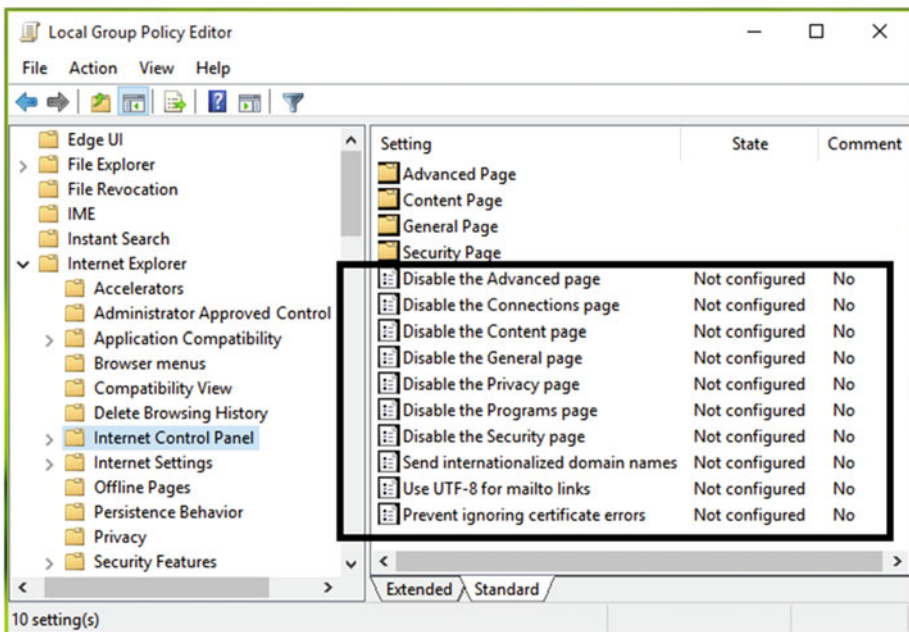 Local Group Policy Editor
File Action View Help
Edge UI
File Explorer
File Revocation
IME
Instant Search
Internet Explorer
Accelerators
Administrator Approved Control
Application Compatibility
Browser menus
Compatibility View
Delete Browsing History
Internet Control Panel
Internet Settings
Offline Pages
Persistence Behavior
Privacy
Security Features
Setting State Comment
Advanced Page
Content Page
General Page
Security Page
Disable the Advanced page Not configured No
Disable the Connections page Not configured No
Disable the Content page Not configured No
Disable the General page Not configured No
Disable the Privacy page Not configured No
Disable the Programs page Not configured No
Disable the Security page Not configured No
Send internationalized domain names Not configured No
Use UTF-8 for mailto links Not configured No
Prevent ignoring certificate errors Not configured No
Extended Standard
10 setting(s)